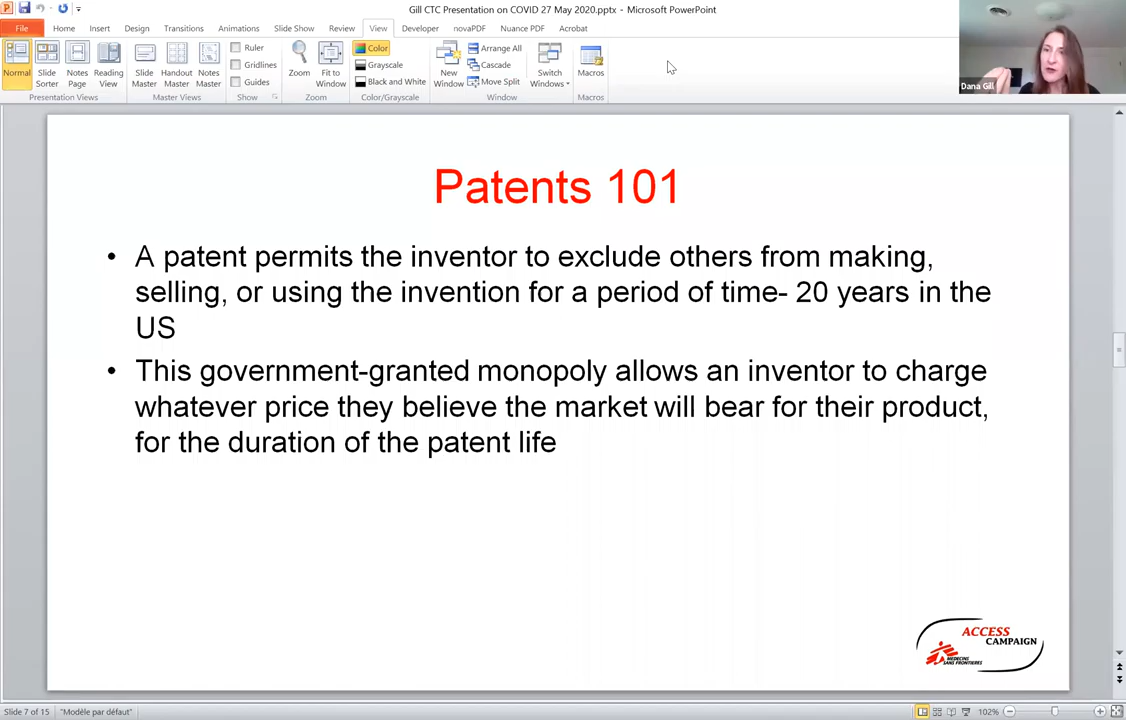 Gill CTC Presentation on COVID 27 May 2020.pptx - Microsoft PowerPoint
File Home Insert Design Transitions Animations Slide Show Review View Developer novaPDF Nuance PDF Acrobat
Normal Slide Sorter Notes Page Reading View Slide Master Handout Master Notes Master
Ruler
Gridlines
Guides
Zoom Fit to Window
Color
Grayscale
Black and White
New Window
Arrange All
Cascade
Move Split
Switch Windows
Macros
Presentation Views Master Views Show Zoom Color/Grayscale Window Macros
Dana Gill
Patents 101
• A patent permits the inventor to exclude others from making,
selling, or using the invention for a period of time- 20 years in the
US
• This government-granted monopoly allows an inventor to charge
whatever price they believe the market will bear for their product,
for the duration of the patent life
ACCESS
CAMPAIGN
MEDECINS
SANS FRONTIERES
Slide 7 of 15 "Modèle par défaut" 102%